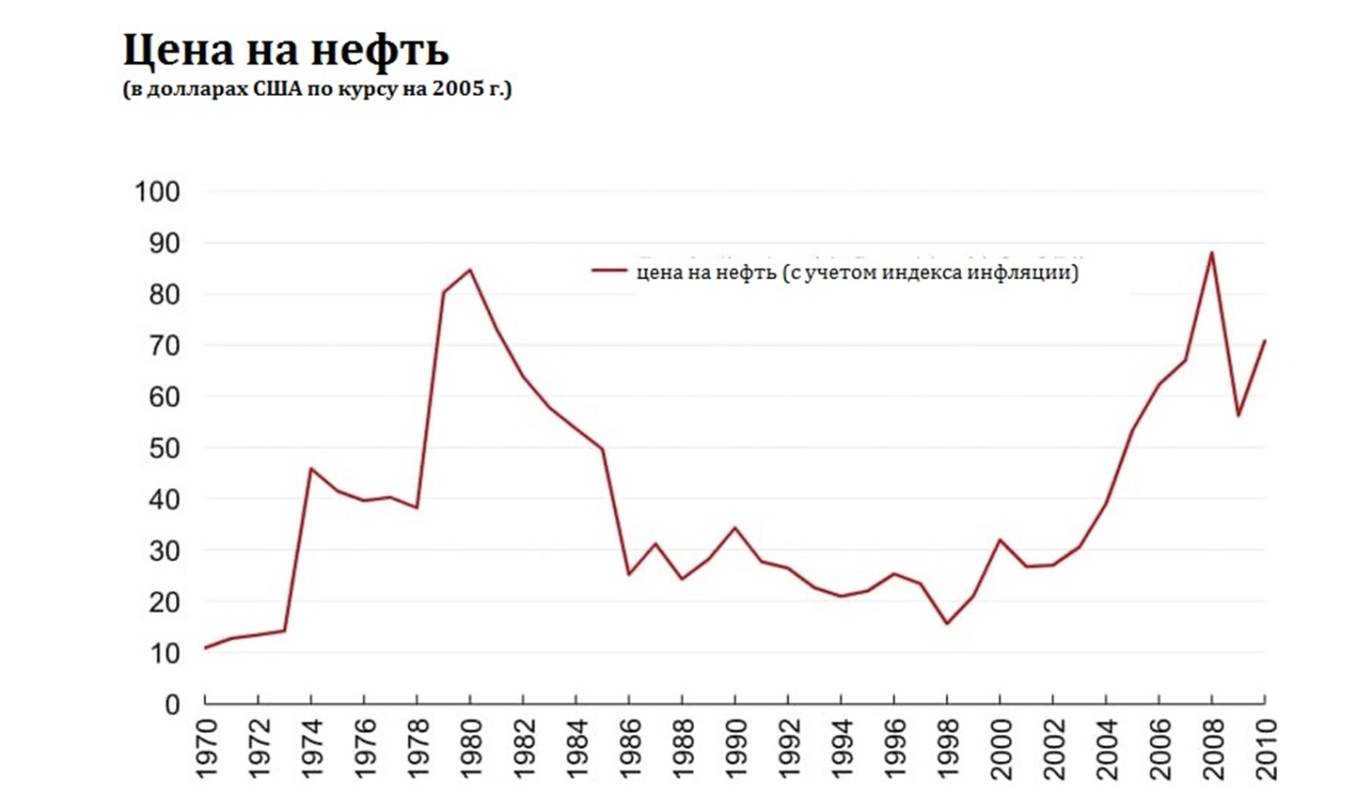 Цена на нефть
(в долларах США по курсу на 2005 г.)
100
90
цена на нефть (с учетом индекса инфляции)
80
70
60
50
40
30
20
10
0
1970 1972 1974 1976 1978 1980 1982 1984 1986 1988 1990 1992 1994 1996 1998 2000 2002 2004 2006 2008 2010